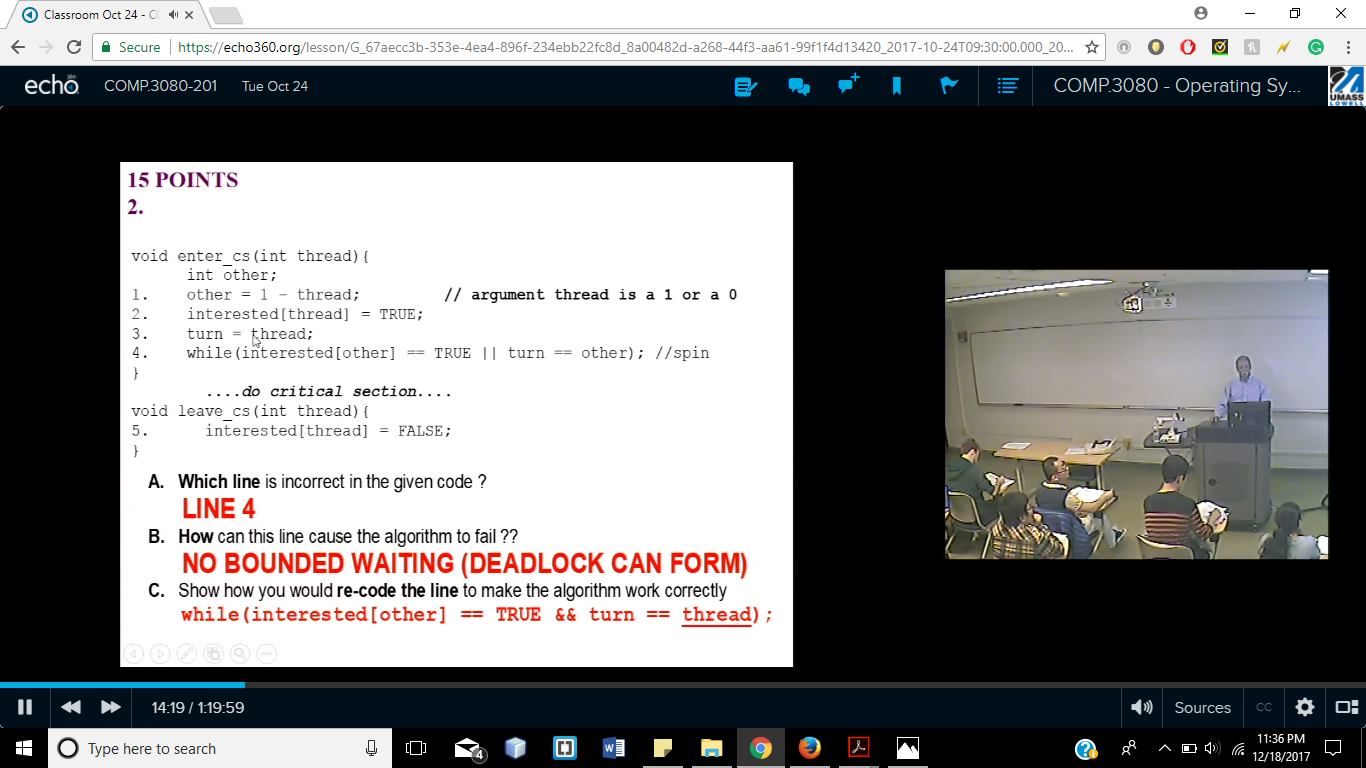 Classroom Oct 24 - C
Secure https://echo360.org/lesson/G_67aecc3b-353e-4ea4-896f-234ebb22fc8d_8a00482d-a268-44f3-aa61-99f1f4d13420_2017-10-24T09:30:00.000_20...
echo360 COMP.3080-201 Tue Oct 24 COMP.3080 - Operating Sy... UMASS LOWELL
15 POINTS
2.
void enter_cs(int thread){
int other;
1. other = 1 - thread; // argument thread is a 1 or a 0
2. interested[thread] = TRUE;
3. turn = thread;
4. while(interested[other] == TRUE || turn == other); //spin
}
....do critical section....
void leave_cs(int thread){
5. interested[thread] = FALSE;
}
A. Which line is incorrect in the given code ?
LINE 4
B. How can this line cause the algorithm to fail ??
NO BOUNDED WAITING (DEADLOCK CAN FORM)
C. Show how you would re-code the line to make the algorithm work correctly
while(interested[other] == TRUE && turn == thread);
14:19 / 1:19:59 Sources CC
Type here to search 4 11:36 PM
12/18/2017